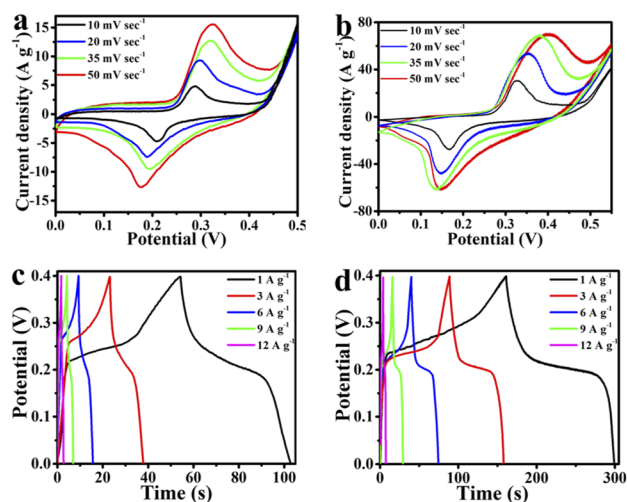 a
10 mV sec⁻¹
20 mV sec⁻¹
35 mV sec⁻¹
50 mV sec⁻¹
15
10
5
0
-5
-10
-15
0.0 0.1 0.2 0.3 0.4 0.5
Current density (A g⁻¹)
Potential (V)
b
10 mV sec⁻¹
20 mV sec⁻¹
35 mV sec⁻¹
50 mV sec⁻¹
80
40
0
-40
-80
0.0 0.1 0.2 0.3 0.4 0.5
Current density (A g⁻¹)
Potential (V)
c
1 A g⁻¹
3 A g⁻¹
6 A g⁻¹
9 A g⁻¹
12 A g⁻¹
0.4
0.3
0.2
0.1
0.0
0 20 40 60 80 100
Potential (V)
Time (s)
d
1 A g⁻¹
3 A g⁻¹
6 A g⁻¹
9 A g⁻¹
12 A g⁻¹
0.4
0.3
0.2
0.1
0.0
0 100 200 300
Potential (V)
Time (s)